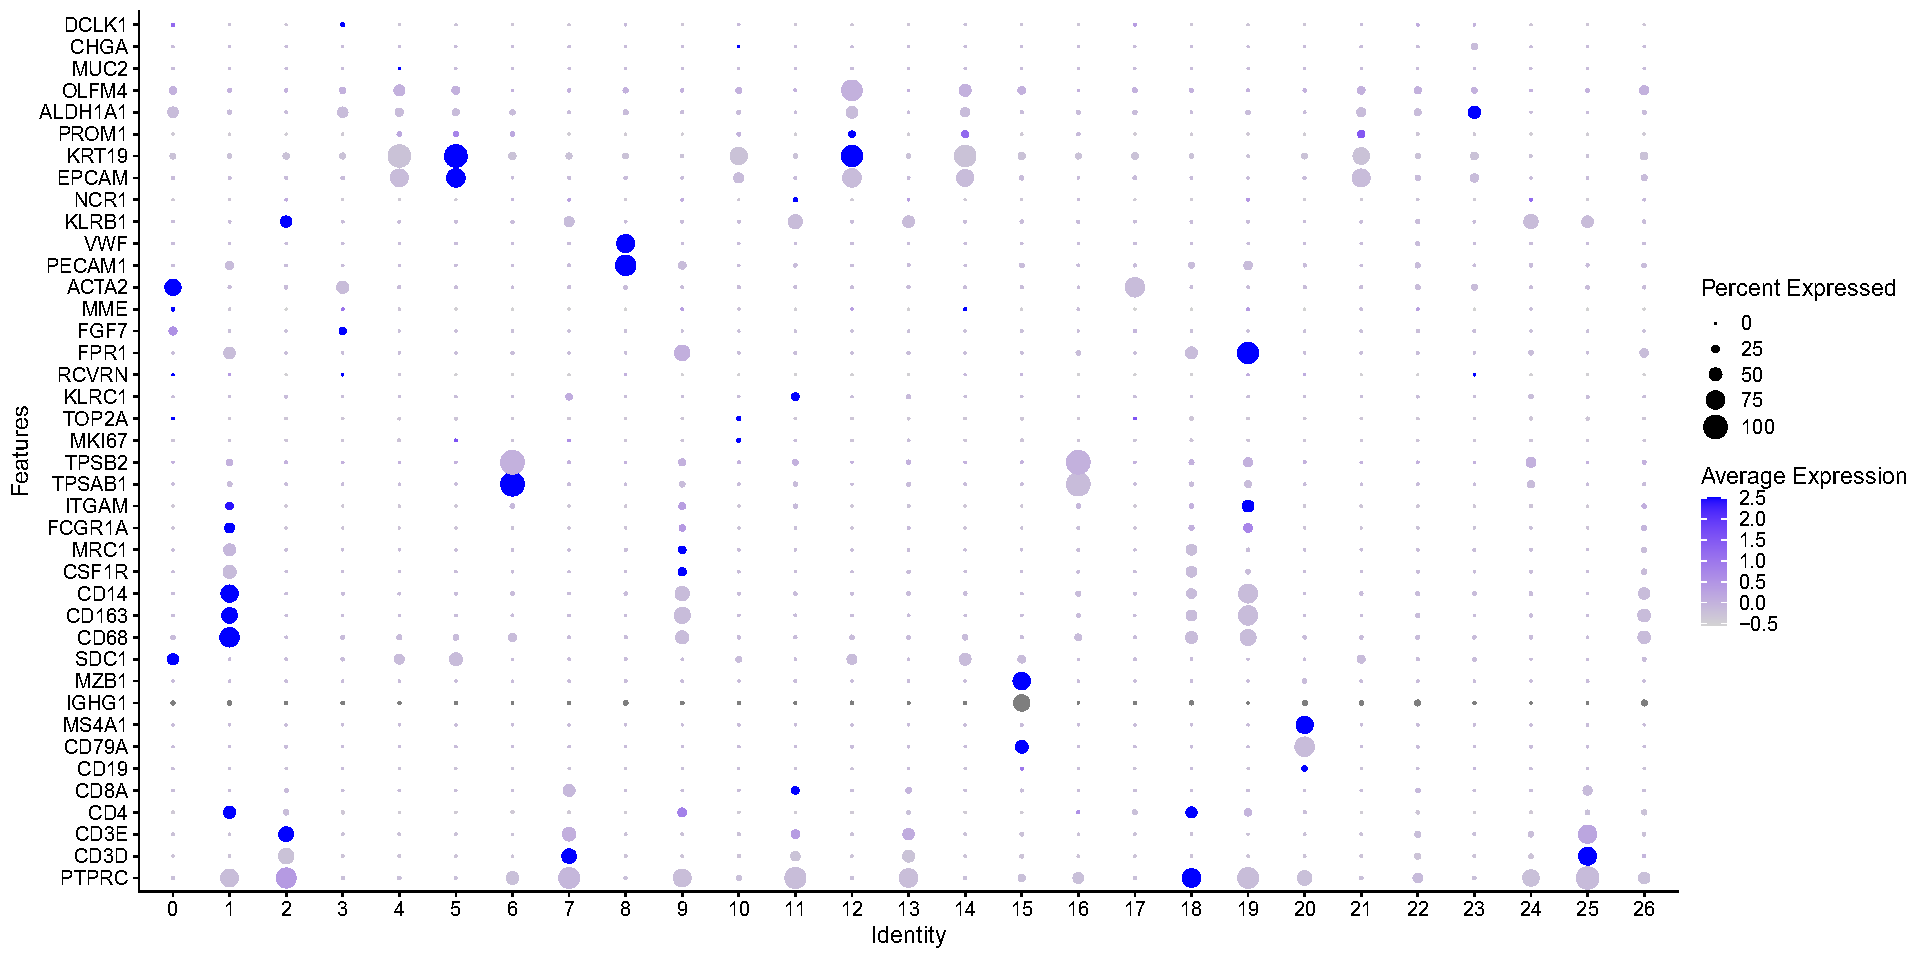 DCLK1
CHGA
MUC2
OLFM4
ALDH1A1
PROM1
KRT19
EPCAM
NCR1
KLRB1
VWF
PECAM1
ACTA2
MME
FGF7
FPR1
RCVRN
KLRC1
TOP2A
MKI67
TPSB2
TPSAB1
ITGAM
FCGR1A
MRC1
CSF1R
CD14
CD163
CD68
SDC1
MZB1
IGHG1
MS4A1
CD79A
CD19
CD8A
CD4
CD3E
CD3D
PTPRC
Features
0 1 2 3 4 5 6 7 8 9 10 11 12 13 14 15 16 17 18 19 20 21 22 23 24 25 26
Identity
Percent Expressed
0
25
50
75
100
Average Expression
2.5
2.0
1.5
1.0
0.5
0.0
−0.5